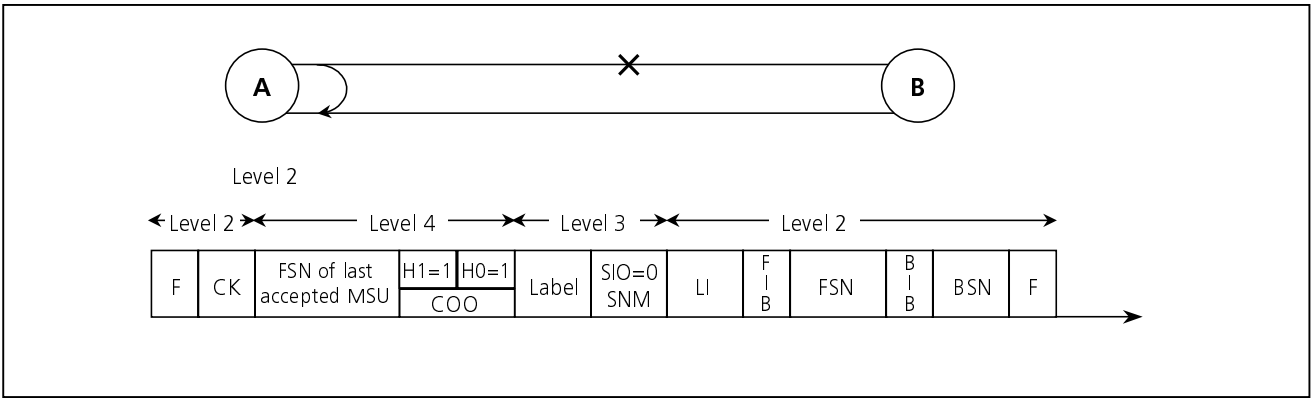 A
B
Level 2
Level 2
Level 4
Level 3
Level 2
F
CK
FSN of last
accepted MSU
H1=1
H0=1
COO
Label
SIO=0
SNM
LI
F
I
B
FSN
B
I
B
BSN
F